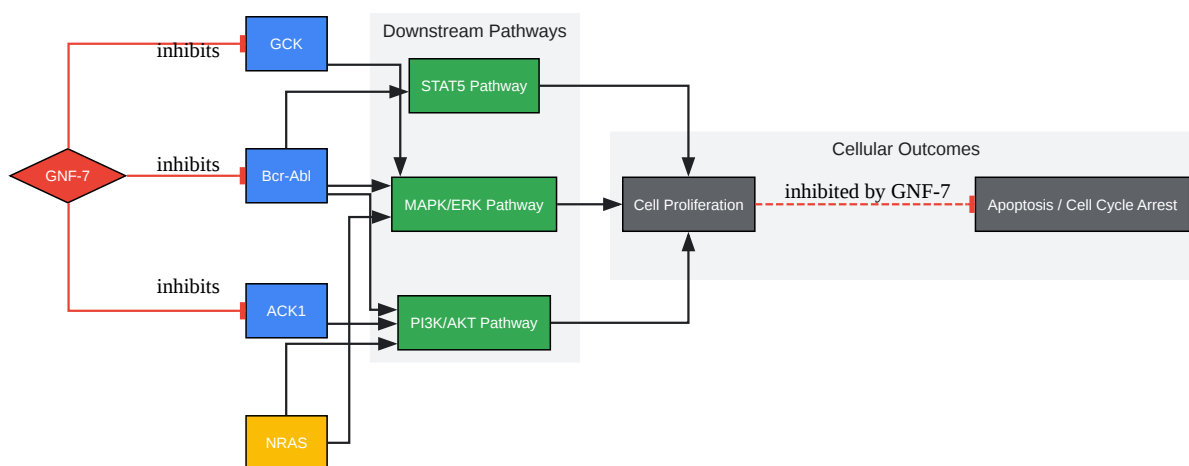 GCK
inhibits
Downstream Pathways
STAT5 Pathway
Cellular Outcomes
GNF-7
inhibits
Bcr-Abl
MAPK/ERK Pathway
Cell Proliferation
inhibited by GNF-7
Apoptosis / Cell Cycle Arrest
inhibits
ACK1
PI3K/AKT Pathway
NRAS